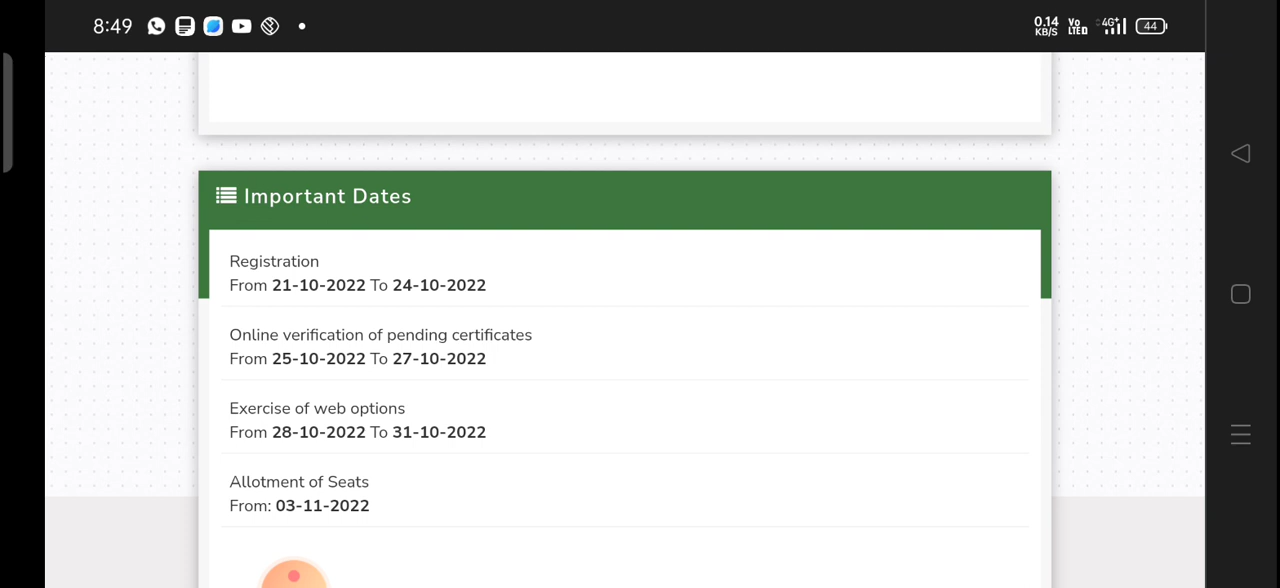 8:49
0.14 KB/S Vo LTE 4G+ 44
Important Dates
Registration
From 21-10-2022 To 24-10-2022
Online verification of pending certificates
From 25-10-2022 To 27-10-2022
Exercise of web options
From 28-10-2022 To 31-10-2022
Allotment of Seats
From: 03-11-2022